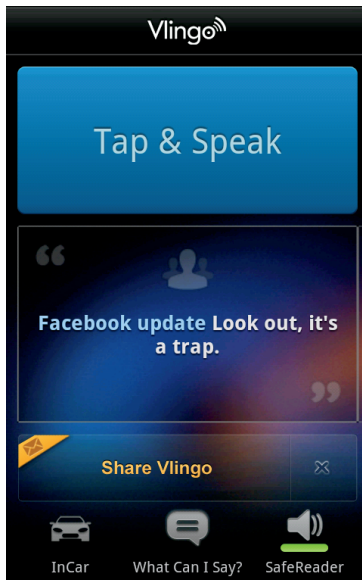 Vlingo
Tap & Speak
“
Facebook update Look out, it's
a trap.
”
Share Vlingo
InCar What Can I Say? SafeReader